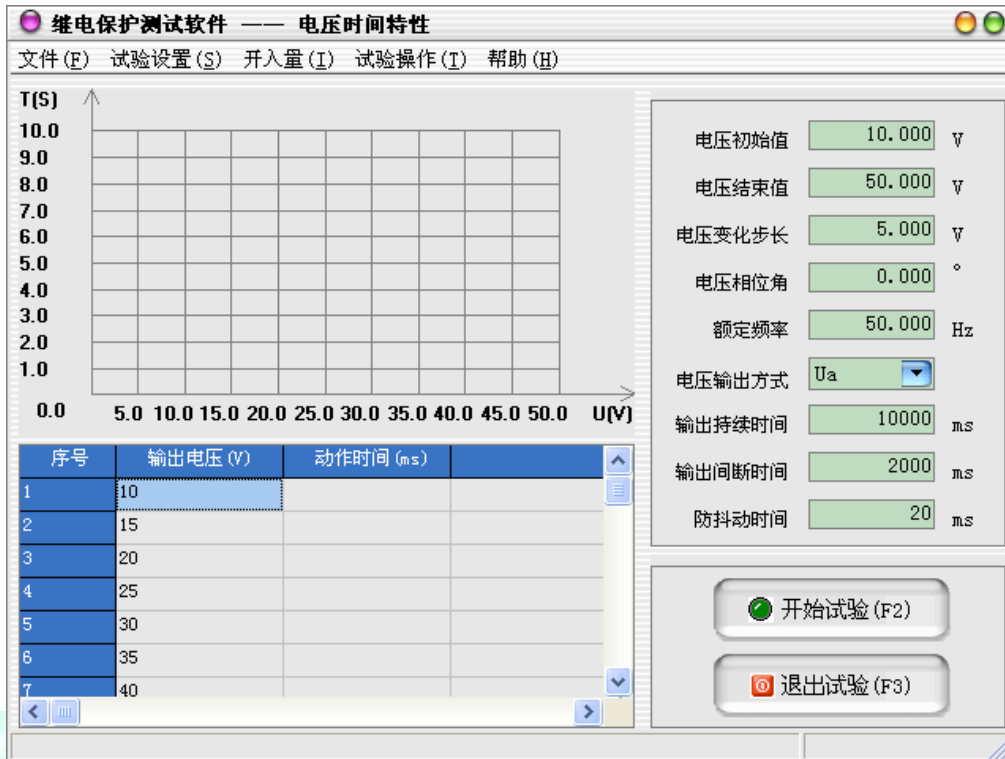 继电保护测试软件 —— 电压时间特性
文件(F) 试验设置(S) 开入量(I) 试验操作(T) 帮助(H)
T(S)
10.0
9.0
8.0
7.0
6.0
5.0
4.0
3.0
2.0
1.0
0.0 5.0 10.0 15.0 20.0 25.0 30.0 35.0 40.0 45.0 50.0 U(V)
序号 输出电压(V) 动作时间(ms)
1 10
2 15
3 20
4 25
5 30
6 35
7 40
电压初始值 10.000 V
电压结束值 50.000 V
电压变化步长 5.000 V
电压相位角 0.000 °
额定频率 50.000 Hz
电压输出方式 Ua
输出持续时间 10000 ms
输出间断时间 2000 ms
防抖动时间 20 ms
开始试验(F2)
退出试验(F3)